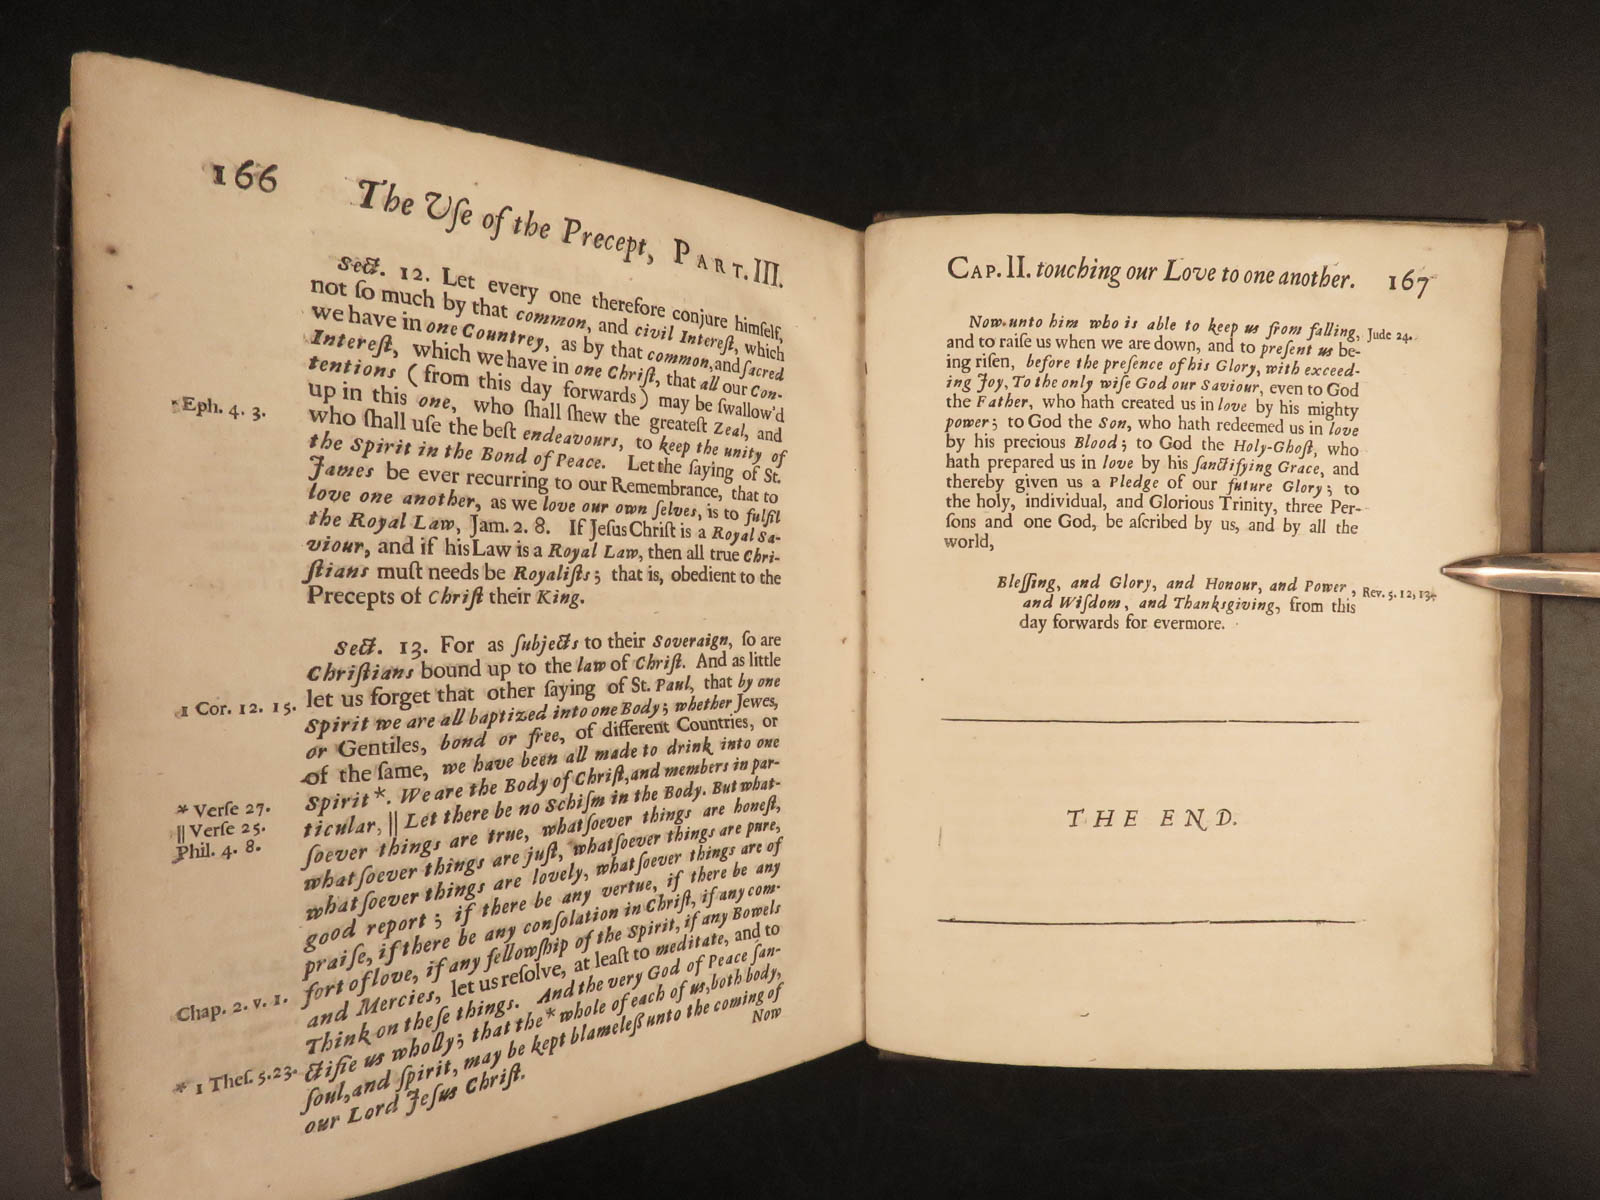 166
The Uſe of the Precept, PART. III.
Sect. 12. Let every one therefore conjure himſelf,
not ſo much by that common, and civil Intereſt, which
we have in one Countrey, as by that common, and ſacred
Intereſt, which we have in one Chriſt, that all our Con-
tentions (from this day forwards) may be ſwallow'd
up in this one, who ſhall ſhew the greateſt Zeal, and
who ſhall uſe the beſt endeavours, to keep the unity of
the Spirit in the Bond of Peace. Let the ſaying of St.
James be ever recurring to our Remembrance, that to
love one another, as we love our own ſelves, is to fulfil
the Royal Law, Jam. 2. 8. If Jeſus Chriſt is a Royal Sa-
viour, and if his Law is a Royal Law, then all true Chri-
ſtians muſt needs be Royaliſts; that is, obedient to the
Precepts of Chriſt their King.
Sect. 13. For as ſubjects to their Soveraign, ſo are
Chriſtians bound up to the law of Chriſt. And as little
let us forget that other ſaying of St. Paul, that by one
Spirit we are all baptized into one Body; whether Jewes,
or Gentiles, bond or free, of different Countries, or
of the ſame, we have been all made to drink into one
Spirit*. We are the Body of Chriſt, and members in par-
ticular, || Let there be no Schiſm in the Body. But what-
ſoever things are true, whatſoever things are honeſt,
whatſoever things are juſt, whatſoever things are pure,
whatſoever things are lovely, whatſoever things are of
good report; if there be any vertue, if there be any
praiſe, if there be any conſolation in Chriſt, if any com-
fort of love, if any fellowſhip of the Spirit, if any Bowels
and Mercies, let us reſolve, at leaſt to meditate, and to
Think on theſe things. And the very God of Peace ſan-
ctifie us wholly; that the * whole of each of us, both body,
ſoul, and ſpirit, may be kept blameleſs unto the coming of
our Lord Jeſus Chriſt.
Now
Eph. 4. 3.
1 Cor. 12. 15.
* Verſe 27.
|| Verſe 25.
Phil. 4. 8.
Chap. 2. v. 1.
* 1 Theſ. 5.23.
CAP. II. touching our Love to one another. 167
Now unto him who is able to keep us from falling,
and to raiſe us when we are down, and to preſent us be-
ing riſen, before the preſence of his Glory, with exceed-
ing Joy, To the only wiſe God our Saviour, even to God
the Father, who hath created us in love by his mighty
power; to God the Son, who hath redeemed us in love
by his precious Blood; to God the Holy-Ghoſt, who
hath prepared us in love by his ſanctifying Grace, and
thereby given us a Pledge of our future Glory; to
the holy, individual, and Glorious Trinity, three Per-
ſons and one God, be aſcribed by us, and by all the
world,
Bleſſing, and Glory, and Honour, and Power,
and Wiſdom, and Thankſgiving, from this
day forwards for evermore.
Jude 24.
Rev. 5. 12, 13.
THE END.